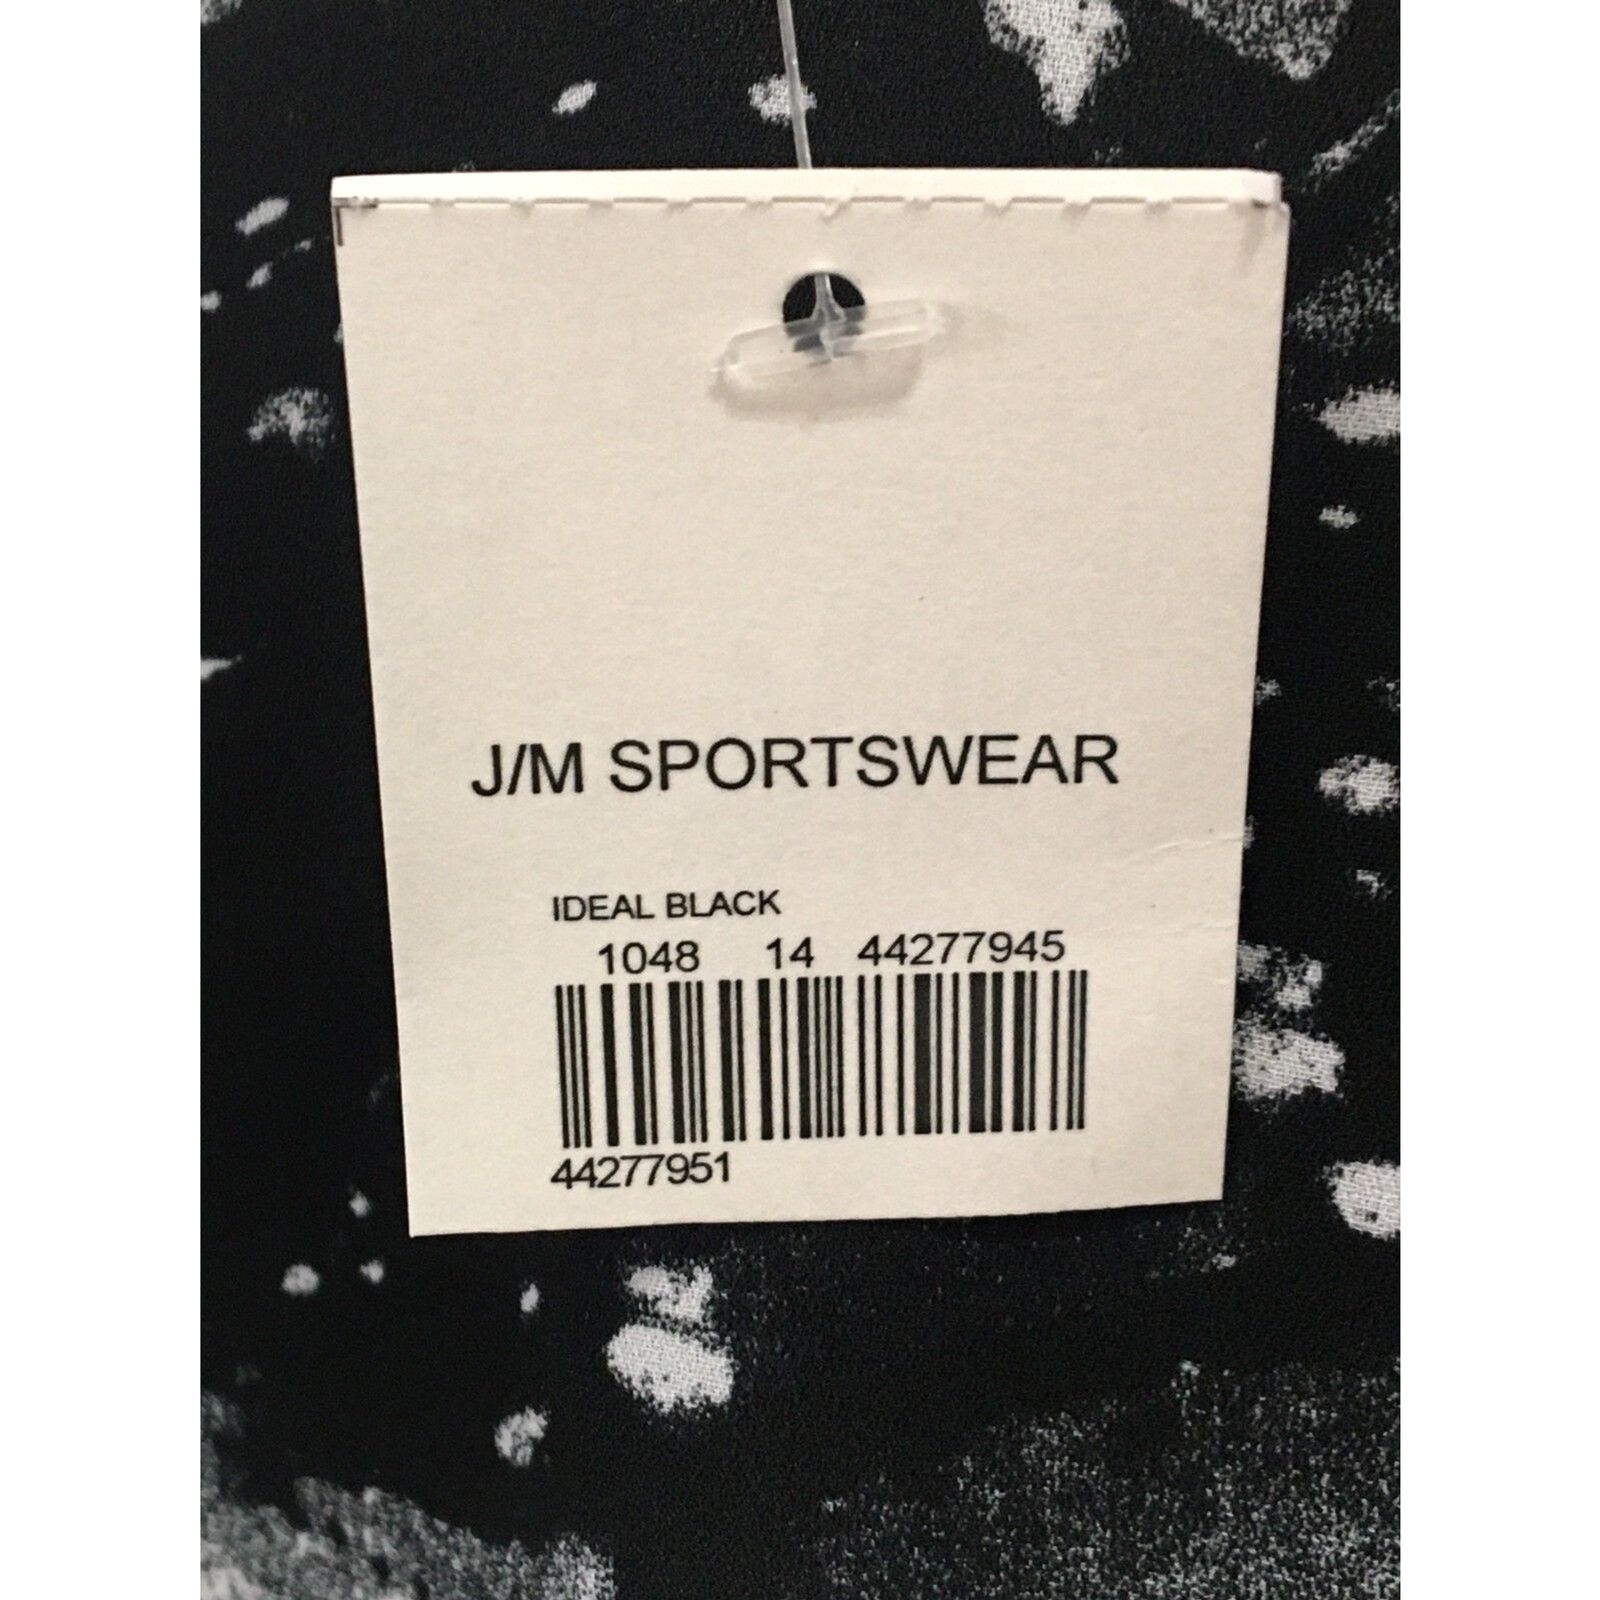 J/M SPORTSWEAR
IDEAL BLACK
1048 14 44277945
44277951